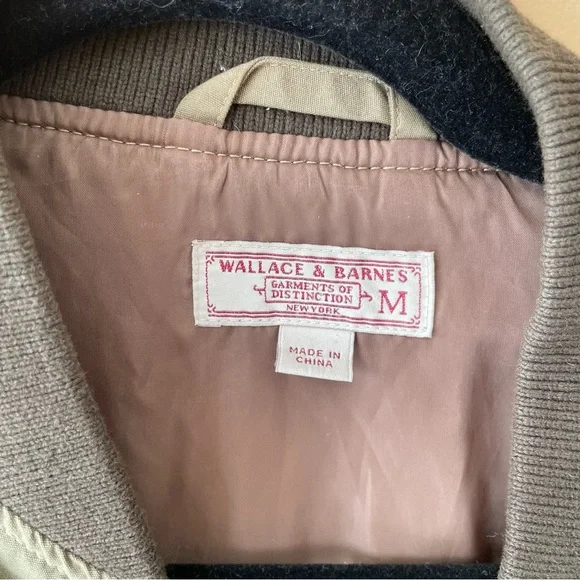 WALLACE & BARNES
GARMENTS OF
DISTINCTION
NEW YORK
M
MADE IN
CHINA